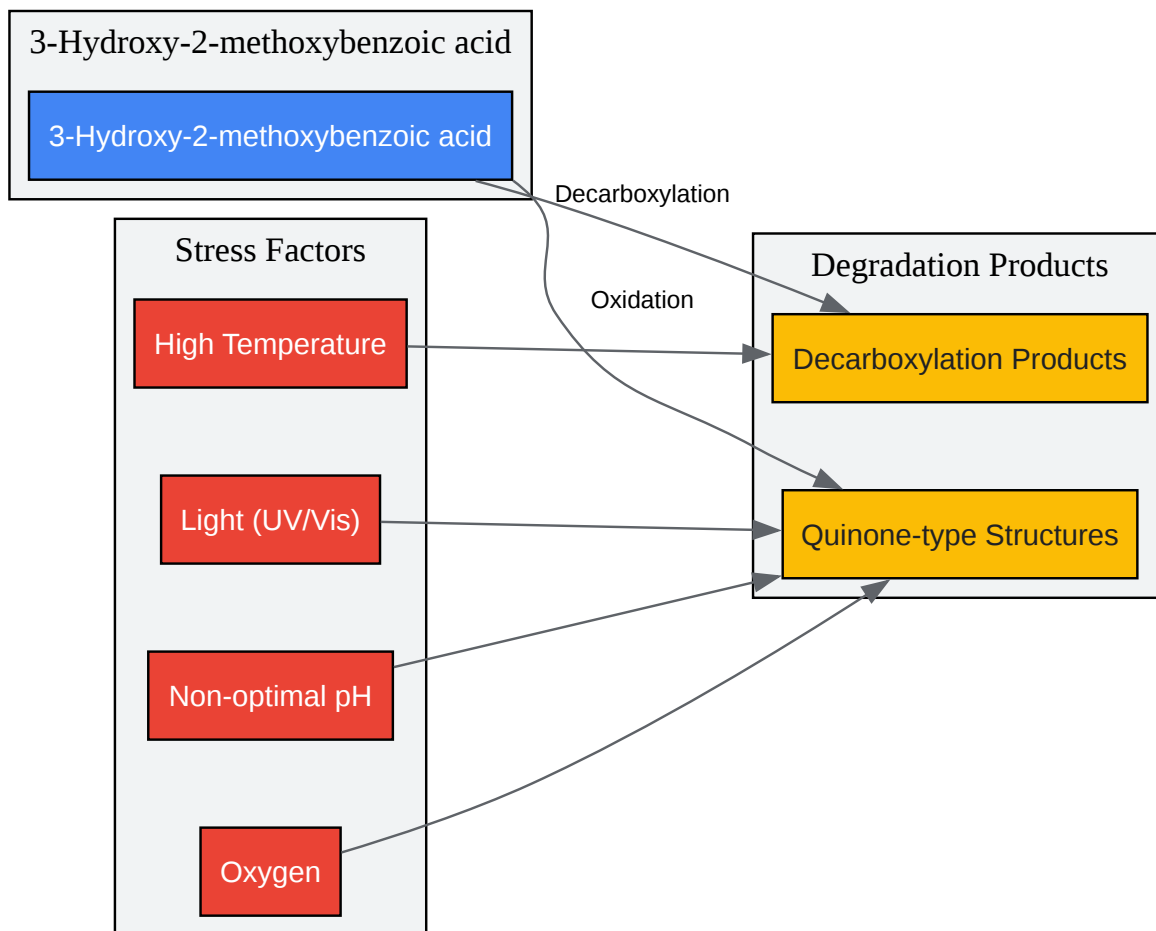 3-Hydroxy-2-methoxybenzoic acid
3-Hydroxy-2-methoxybenzoic acid
Decarboxylation
Stress Factors
Degradation Products
Oxidation
High Temperature
Decarboxylation Products
Light (UV/Vis)
Quinone-type Structures
Non-optimal pH
Oxygen